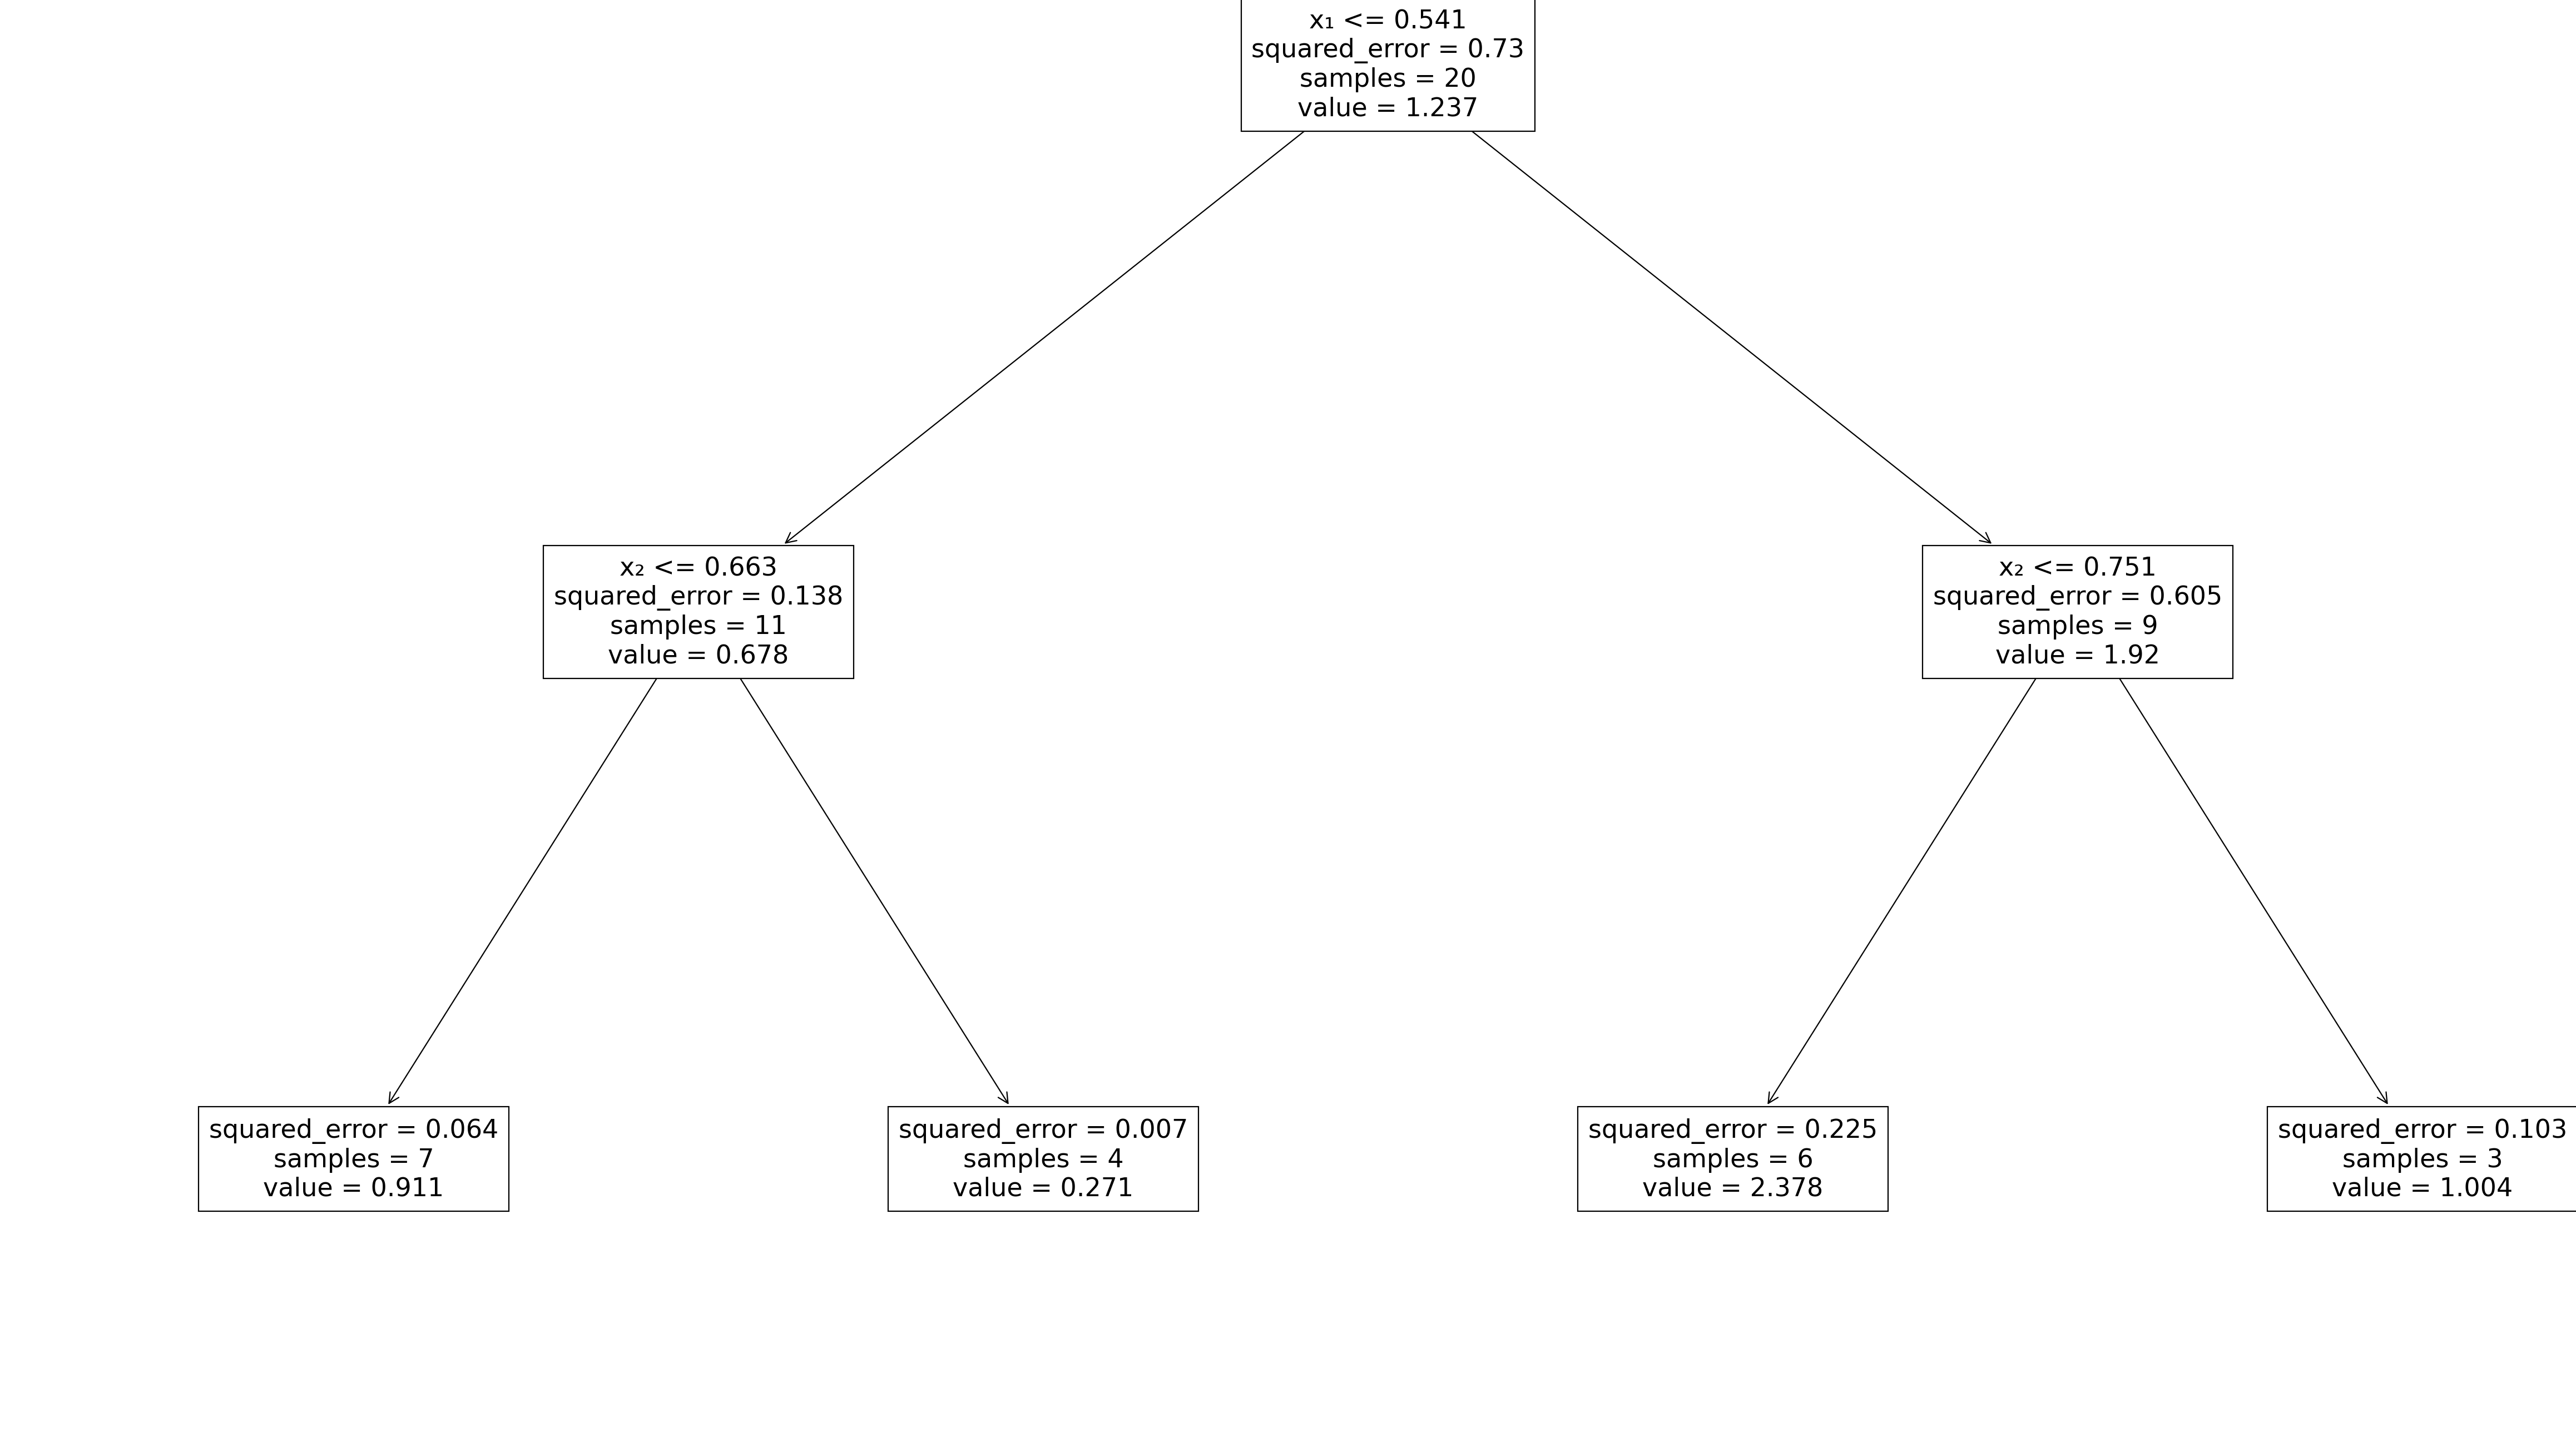 x₁ <= 0.541
squared_error = 0.73
samples = 20
value = 1.237
x₂ <= 0.663
squared_error = 0.138
samples = 11
value = 0.678
x₂ <= 0.751
squared_error = 0.605
samples = 9
value = 1.92
squared_error = 0.064
samples = 7
value = 0.911
squared_error = 0.007
samples = 4
value = 0.271
squared_error = 0.225
samples = 6
value = 2.378
squared_error = 0.103
samples = 3
value = 1.004